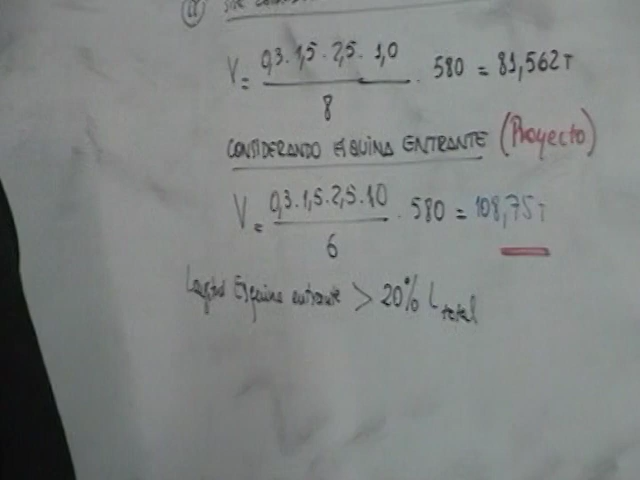 V = 0,3 . 1,5 . 2,5 . 1,0 / 8 . 580 = 81,562 T
CONSIDERANDO ESQUINA ENTRANTE (Proyecto)
V = 0,3 . 1,5 . 2,5 . 1,0 / 6 . 580 = 108,75 T
Esquina entrante > 20% L total